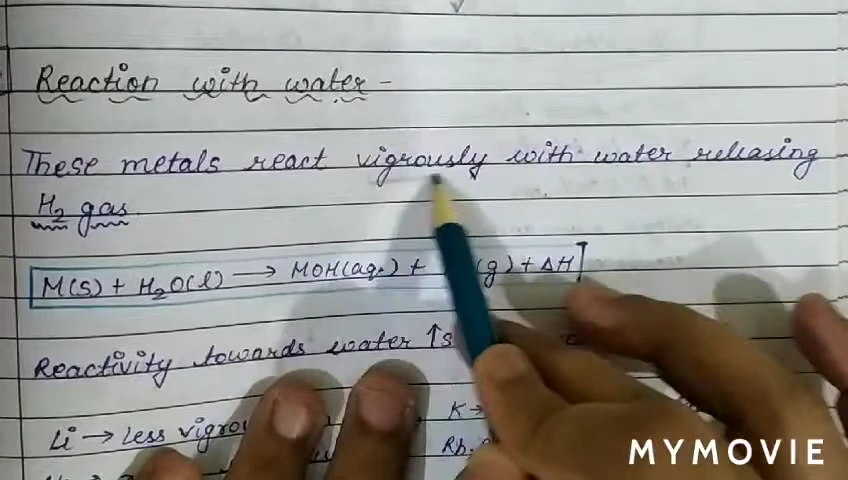 Reaction with water -
These metals react vigrously with water releasing
H₂ gas
M(s) + H₂O(l) → MOH(aq.) + (g) + ΔH
Reactivity towards water ↑s
Li → less
K →
Rb
MYMOVIE